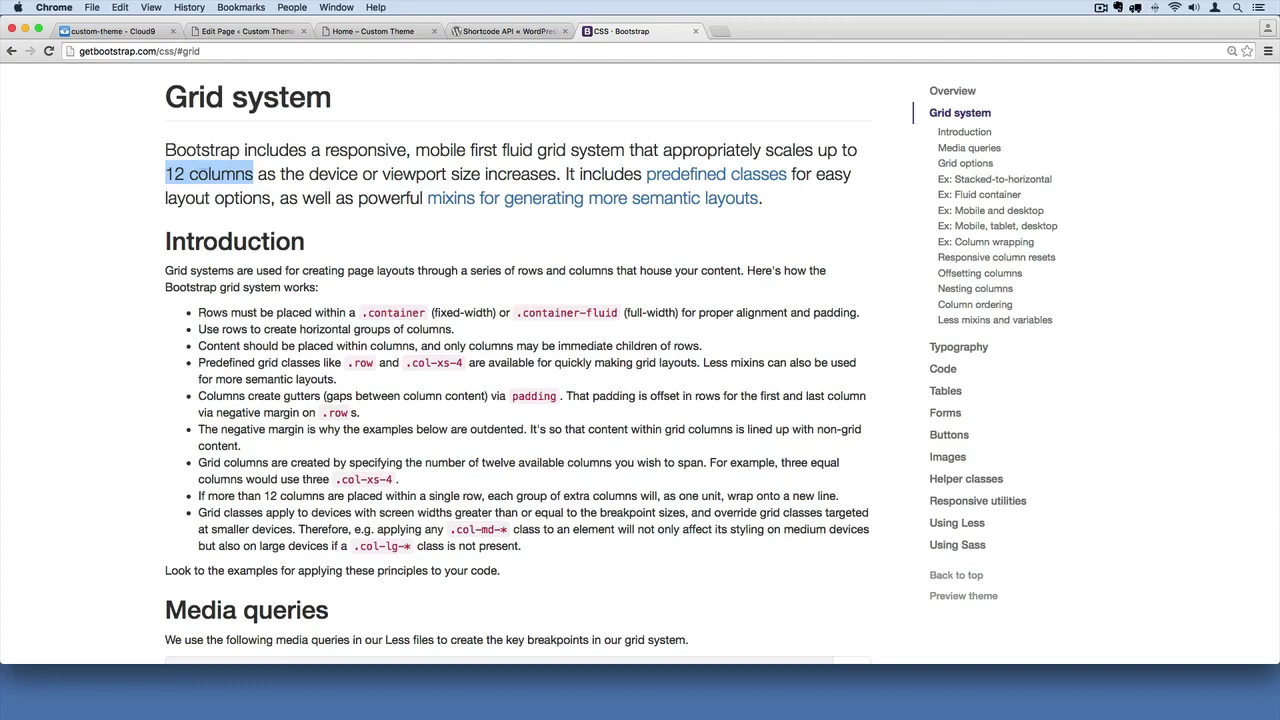 Chrome File Edit View History Bookmarks People Window Help
custom-theme - Cloud9
Edit Page ‹ Custom Theme
Home – Custom Theme
Shortcode API « WordPres
CSS · Bootstrap
getbootstrap.com/css/#grid
Grid system
Bootstrap includes a responsive, mobile first fluid grid system that appropriately scales up to
12 columns as the device or viewport size increases. It includes predefined classes for easy
layout options, as well as powerful mixins for generating more semantic layouts.
Introduction
Grid systems are used for creating page layouts through a series of rows and columns that house your content. Here's how the
Bootstrap grid system works:
• Rows must be placed within a .container (fixed-width) or .container-fluid (full-width) for proper alignment and padding.
• Use rows to create horizontal groups of columns.
• Content should be placed within columns, and only columns may be immediate children of rows.
• Predefined grid classes like .row and .col-xs-4 are available for quickly making grid layouts. Less mixins can also be used
for more semantic layouts.
• Columns create gutters (gaps between column content) via padding . That padding is offset in rows for the first and last column
via negative margin on .row s.
• The negative margin is why the examples below are outdented. It's so that content within grid columns is lined up with non-grid
content.
• Grid columns are created by specifying the number of twelve available columns you wish to span. For example, three equal
columns would use three .col-xs-4 .
• If more than 12 columns are placed within a single row, each group of extra columns will, as one unit, wrap onto a new line.
• Grid classes apply to devices with screen widths greater than or equal to the breakpoint sizes, and override grid classes targeted
at smaller devices. Therefore, e.g. applying any .col-md-* class to an element will not only affect its styling on medium devices
but also on large devices if a .col-lg-* class is not present.
Look to the examples for applying these principles to your code.
Media queries
We use the following media queries in our Less files to create the key breakpoints in our grid system.
Overview
Grid system
Introduction
Media queries
Grid options
Ex: Stacked-to-horizontal
Ex: Fluid container
Ex: Mobile and desktop
Ex: Mobile, tablet, desktop
Ex: Column wrapping
Responsive column resets
Offsetting columns
Nesting columns
Column ordering
Less mixins and variables
Typography
Code
Tables
Forms
Buttons
Images
Helper classes
Responsive utilities
Using Less
Using Sass
Back to top
Preview theme